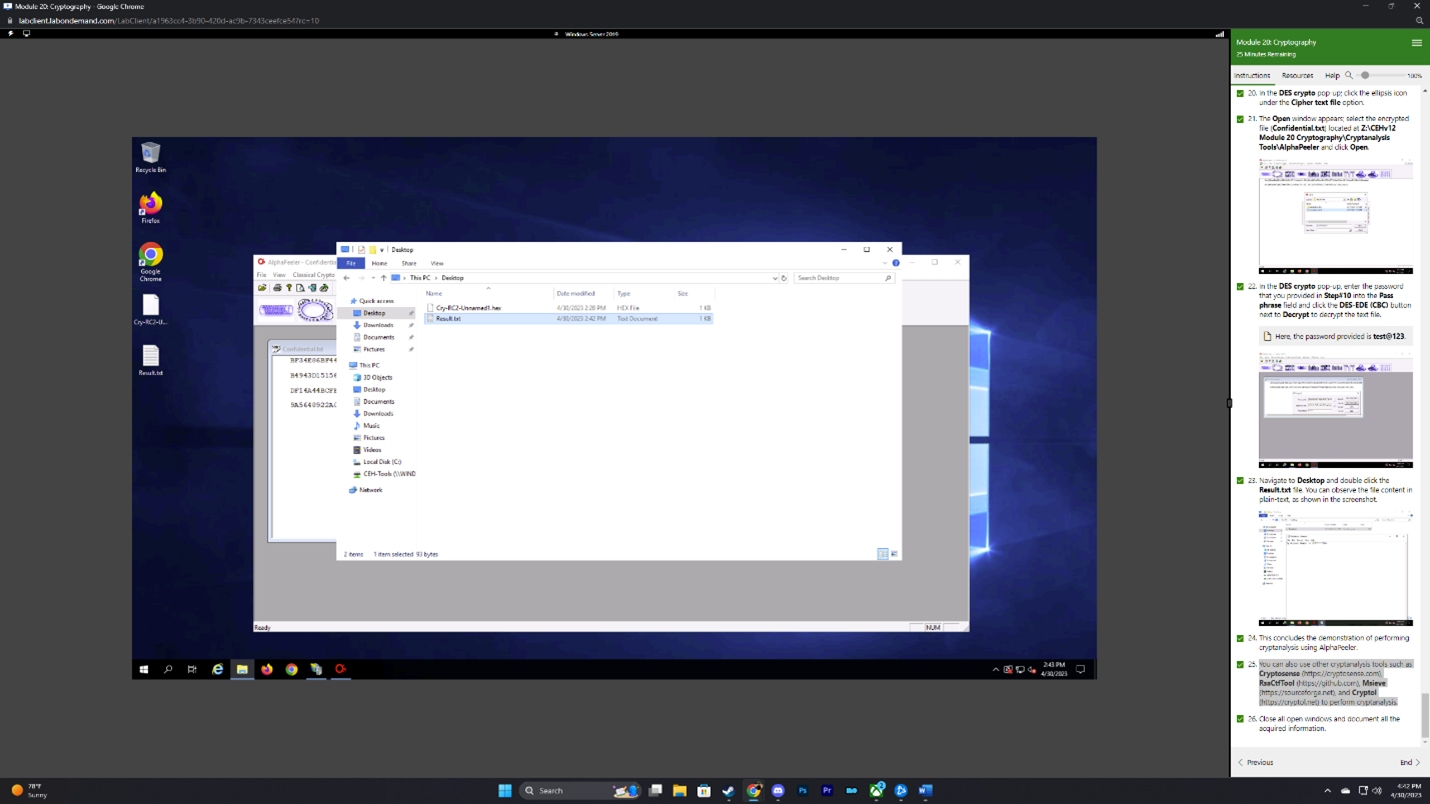 Module 20: Cryptography - Google Chrome
labclient.labondemand.com/LabClient/a1963cc4-3b90-420d-ac9b-7343ceefce54?rc=10
Windows Server 2019
Module 20: Cryptography
25 Minutes Remaining
Instructions Resources Help 100%
20. In the DES crypto pop-up; click the ellipsis icon
under the Cipher text file option.
21. The Open window appears; select the encrypted
file (Confidential.txt) located at Z:\CEHv12
Module 20 Cryptography\Cryptanalysis
Tools\AlphaPeeler and click Open.
22. In the DES crypto pop-up, enter the password
that you provided in Step#10 into the Pass
phrase field and click the DES-EDE (CBC) button
next to Decrypt to decrypt the text file.
Here, the password provided is test@123.
23. Navigate to Desktop and double click the
Result.txt file. You can observe the file content in
plain-text, as shown in the screenshot.
24. This concludes the demonstration of performing
cryptanalysis using AlphaPeeler.
25. You can also use other cryptanalysis tools such as
Cryptosense (https://cryptosense.com),
RsaCtfTool (https://github.com), Msieve
(https://sourceforge.net), and Cryptol
(https://cryptol.net) to perform cryptanalysis.
26. Close all open windows and document all the
acquired information.
Previous End
Recycle Bin
Firefox
Google
Chrome
Cry-RC2-U...
Result.txt
AlphaPeeler - Confidentia
File View Classical Crypto
Confidential.txt
BF34E06BF44
B4943D1515
DF14A44BCFE
9A5640922A
Ready
NUM
Desktop
File Home Share View
This PC Desktop
Search Desktop
Name Date modified Type Size
Cry-RC2-Unnamed1.hex 4/30/2023 2:28 PM HEX File 1 KB
Result.txt 4/30/2023 2:42 PM Text Document 1 KB
Quick access
Desktop
Downloads
Documents
Pictures
This PC
3D Objects
Desktop
Documents
Downloads
Music
Pictures
Videos
Local Disk (C:)
CEH-Tools (\\WIND
Network
2 items 1 item selected 93 bytes
2:43 PM
4/30/2023
78°F
Sunny
Search
4:42 PM
4/30/2023